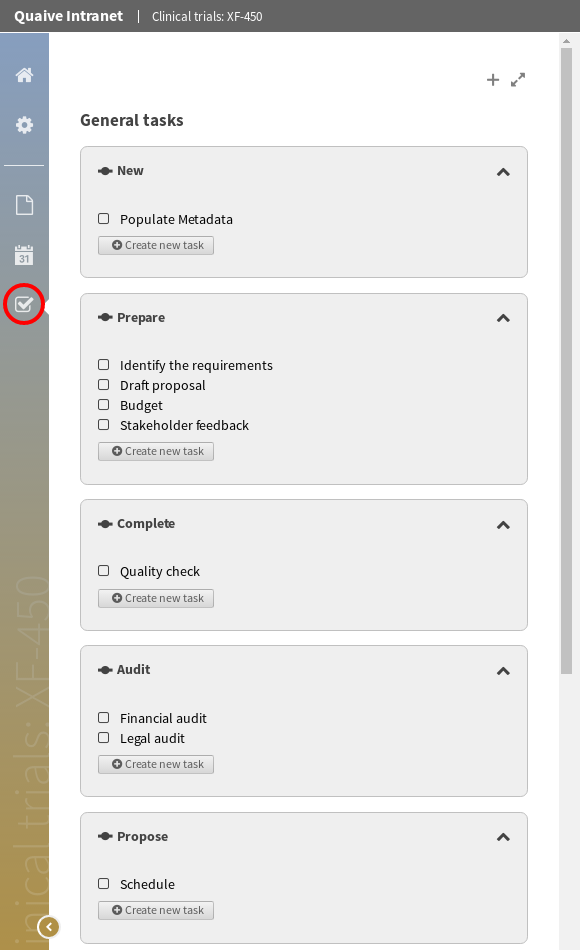 Quaive Intranet | Clinical trials: XF-450
General tasks
New
Populate Metadata
Create new task
Prepare
Identify the requirements
Draft proposal
Budget
Stakeholder feedback
Create new task
Complete
Quality check
Create new task
Audit
Financial audit
Legal audit
Create new task
Propose
Schedule
Create new task
31
inical trials: XF-450